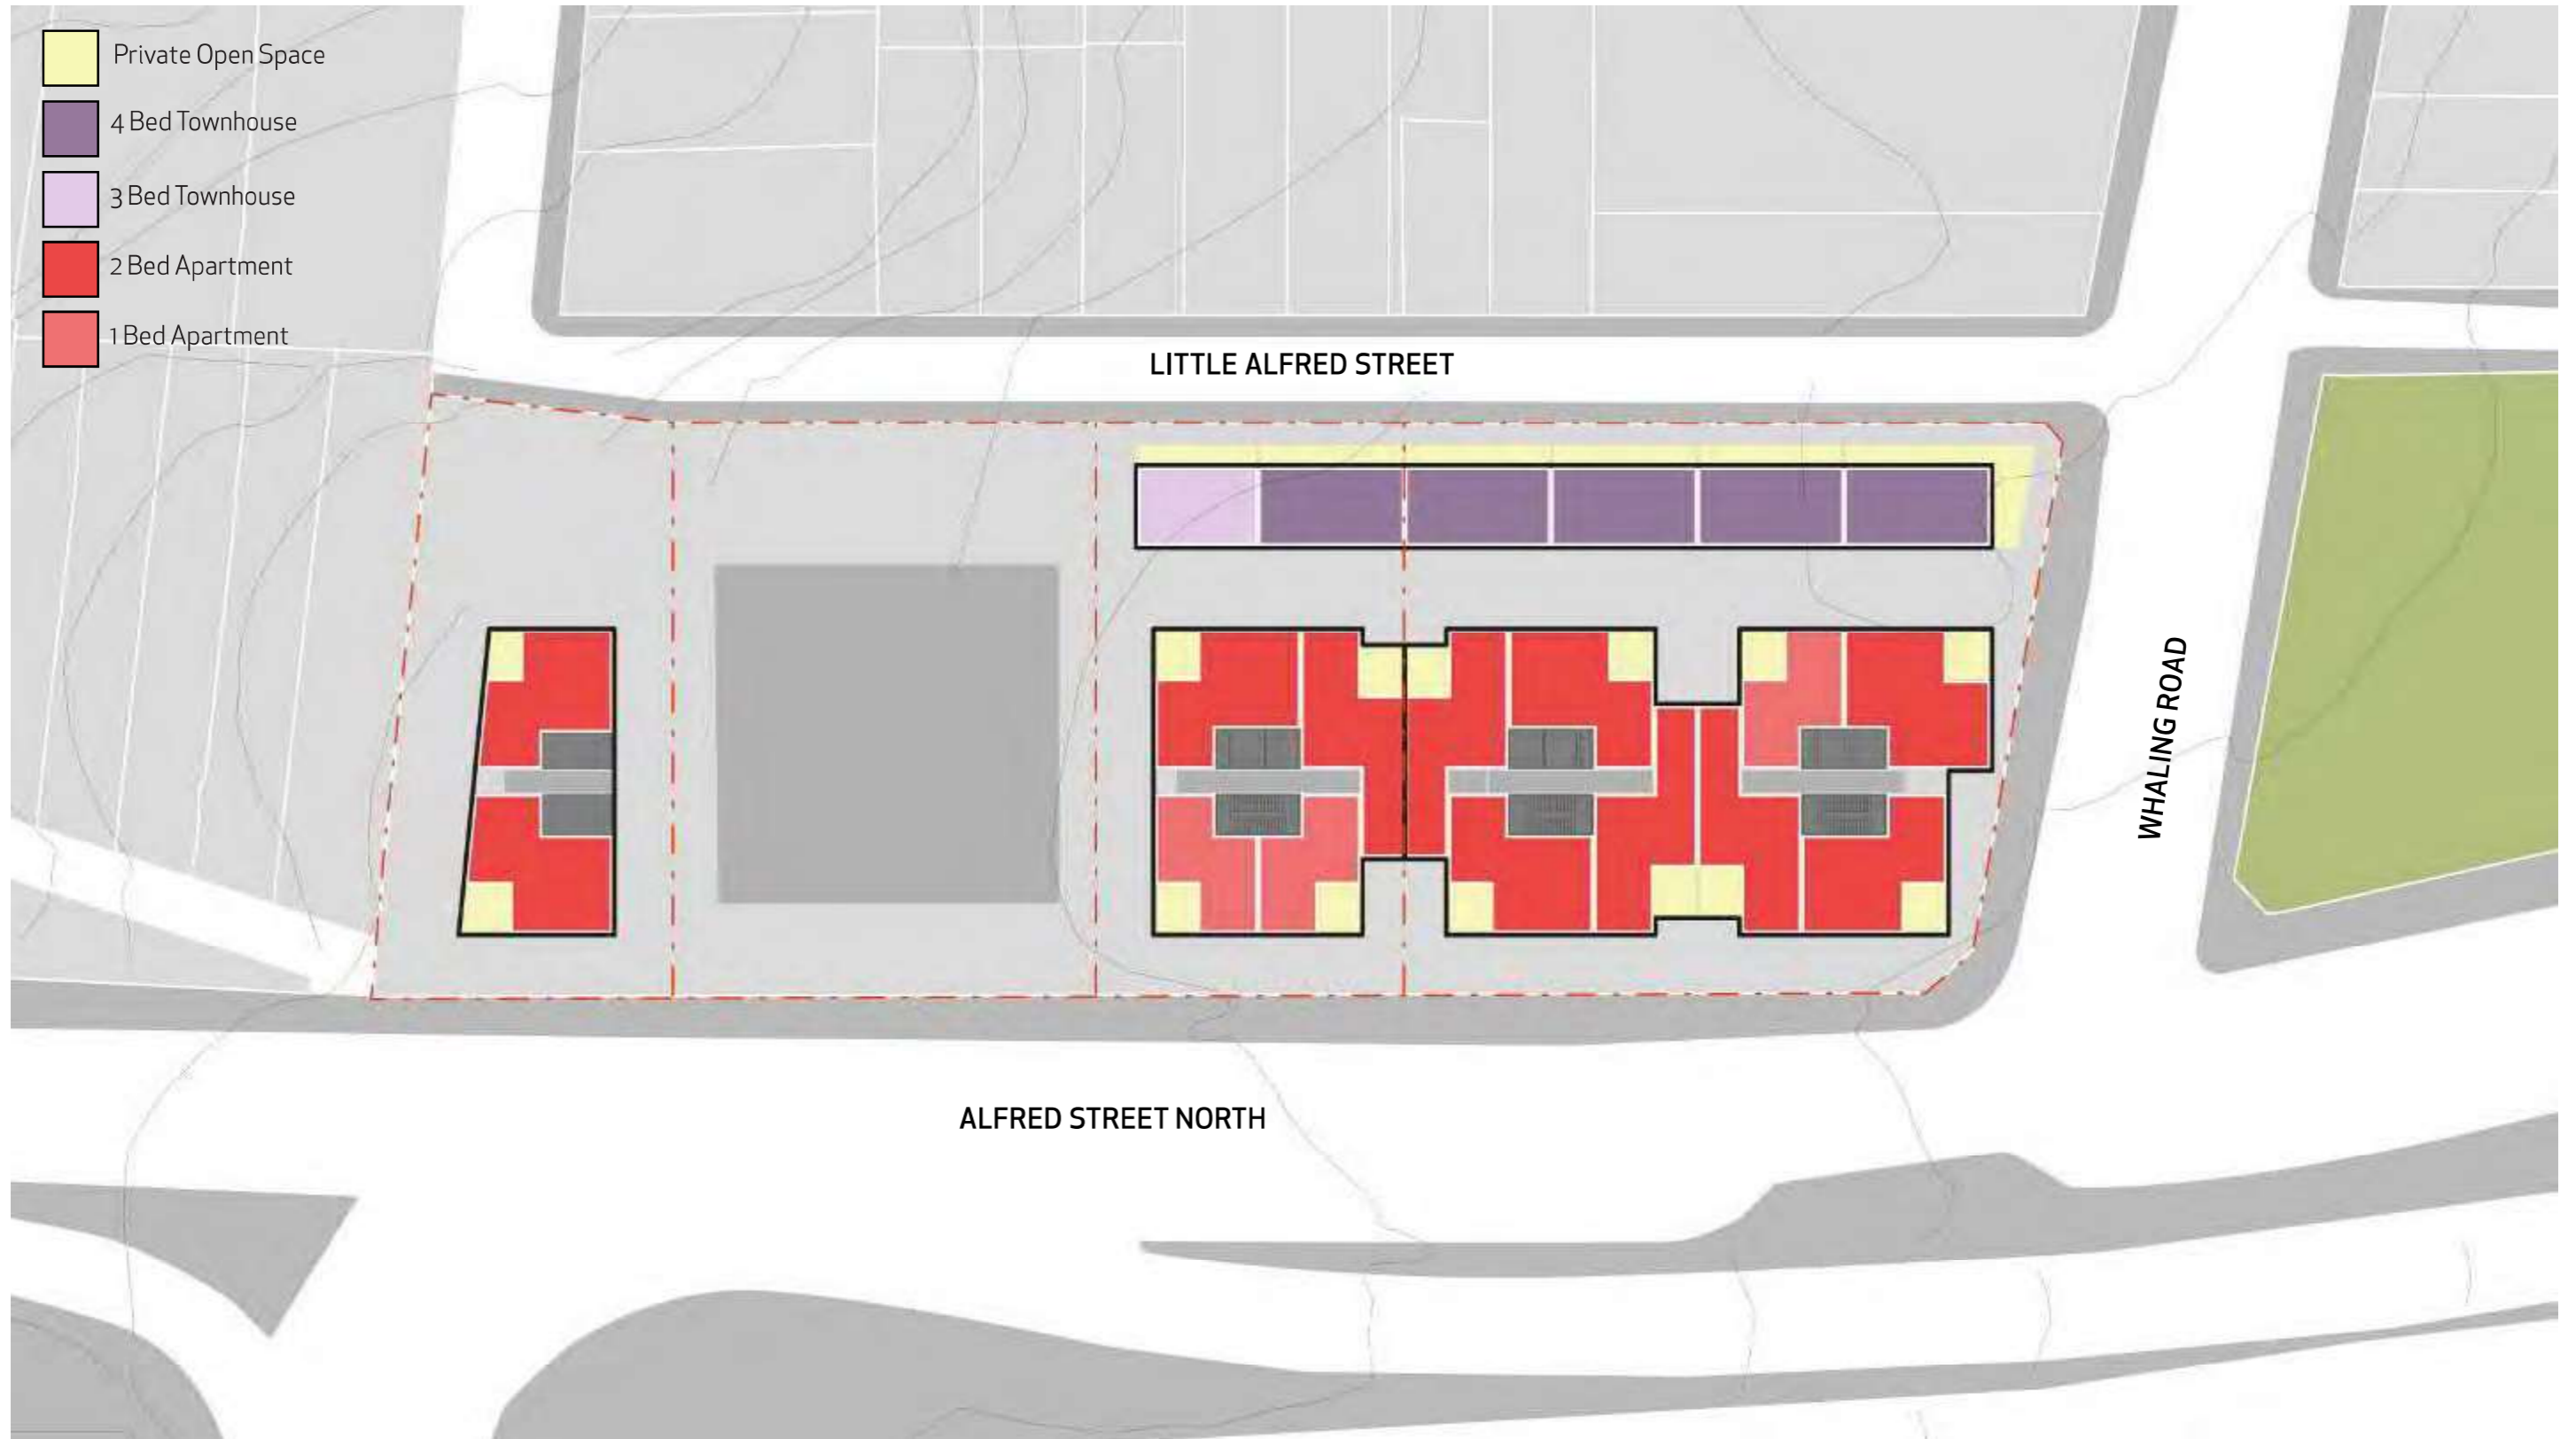 Private Open Space
4 Bed Townhouse
3 Bed Townhouse
2 Bed Apartment
1 Bed Apartment
LITTLE ALFRED STREET
WHALING ROAD
ALFRED STREET NORTH